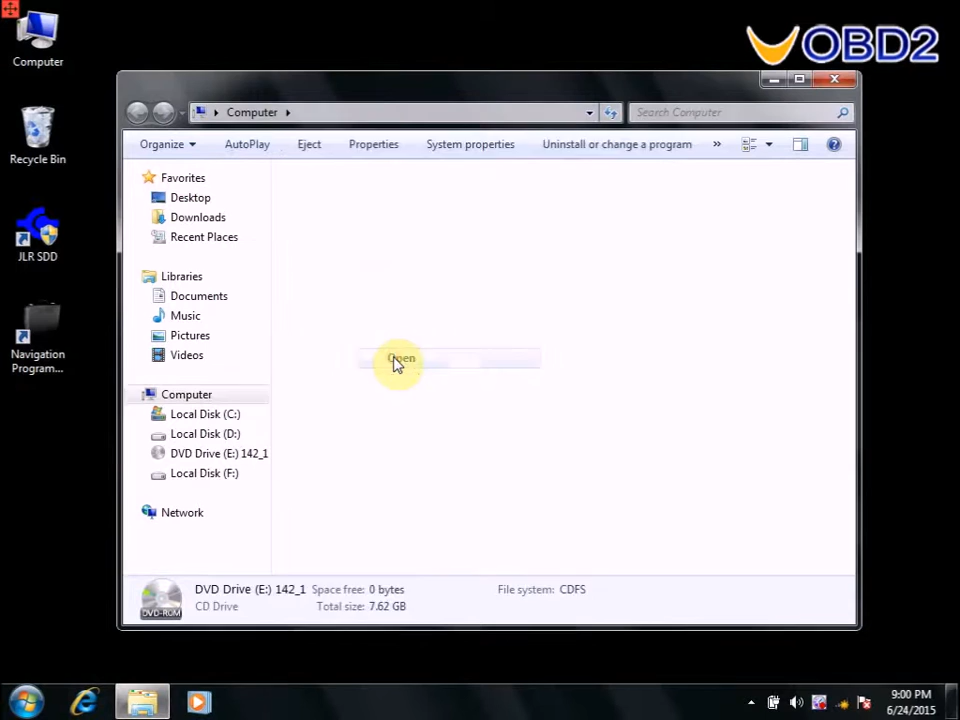 Computer
Recycle Bin
JLR SDD
Navigation
Program...
OBD2
Computer
Search Computer
Organize
AutoPlay
Eject
Properties
System properties
Uninstall or change a program
»
Favorites
Desktop
Downloads
Recent Places
Libraries
Documents
Music
Pictures
Videos
Computer
Local Disk (C:)
Local Disk (D:)
DVD Drive (E:) 142_1
Local Disk (F:)
Network
Open
DVD-ROM
DVD Drive (E:) 142_1 Space free: 0 bytes File system: CDFS
CD Drive Total size: 7.62 GB
9:00 PM
6/24/2015